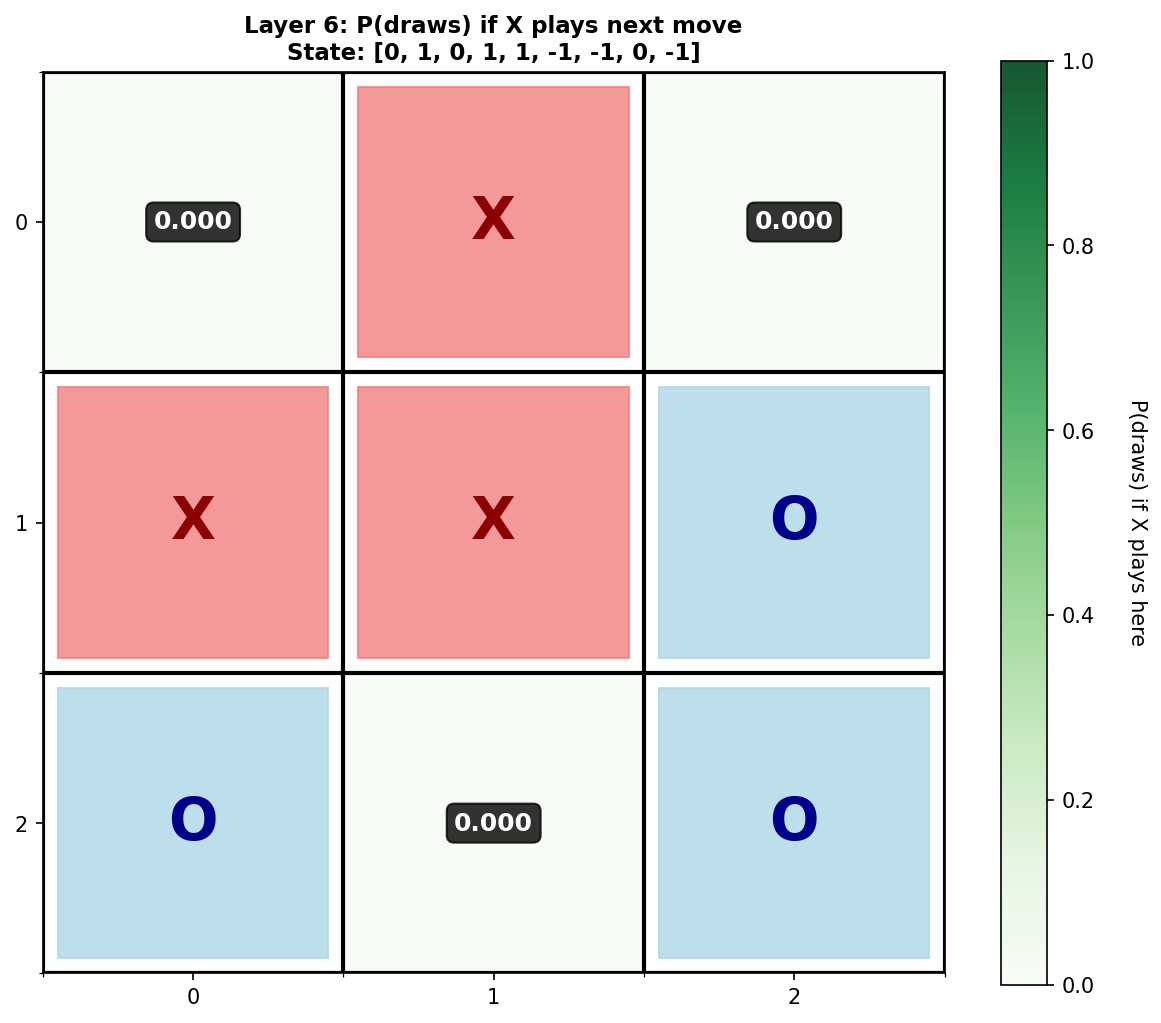 Layer 6: P(draws) if X plays next move
State: [0, 1, 0, 1, 1, -1, -1, 0, -1]
0
0.000
X
0.000
1
X
X
O
2
O
0.000
O
0
1
2
1.0
0.8
0.6
0.4
0.2
0.0
P(draws) if X plays here